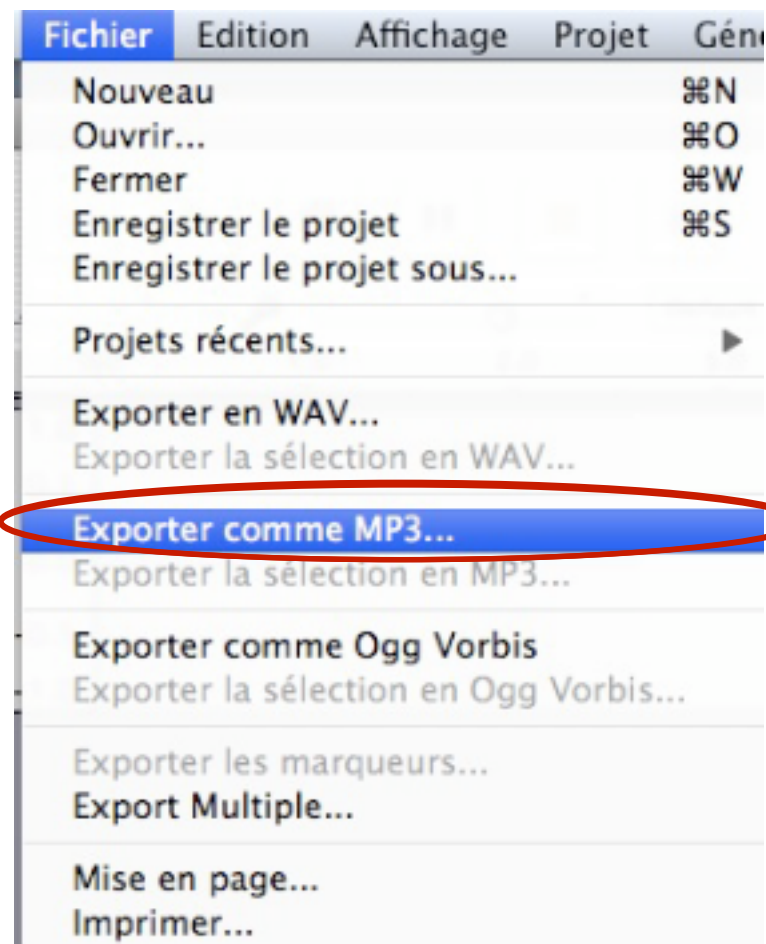 Fichier Edition Affichage Projet
Nouveau ⌘N
Ouvrir... ⌘O
Fermer ⌘W
Enregistrer le projet ⌘S
Enregistrer le projet sous...
Projets récents... ▶
Exporter en WAV...
Exporter la sélection en WAV...
Exporter comme MP3...
Exporter la sélection en MP3...
Exporter comme Ogg Vorbis
Exporter la sélection en Ogg Vorbis...
Exporter les marqueurs...
Export Multiple...
Mise en page...
Imprimer...